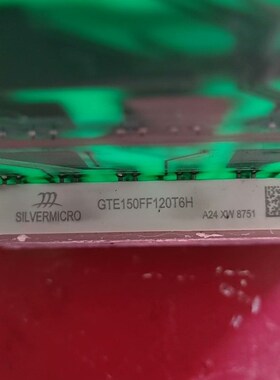 GTE150FF120T6H
SILVERMICRO
A24 XW 8751